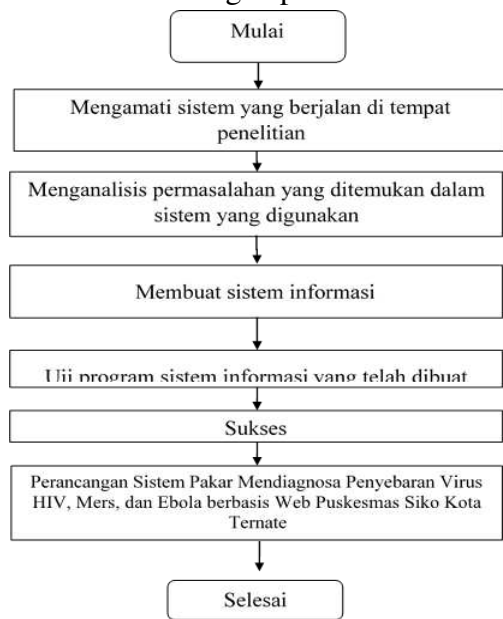 Mulai
Mengamati sistem yang berjalan di tempat
penelitian
Menganalisis permasalahan yang ditemukan dalam
sistem yang digunakan
Membuat sistem informasi
Uji program sistem informasi yang telah dibuat
Sukses
Perancangan Sistem Pakar Mendiagnosa Penyebaran Virus
HIV, Mers, dan Ebola berbasis Web Puskesmas Siko Kota
Ternate
Selesai